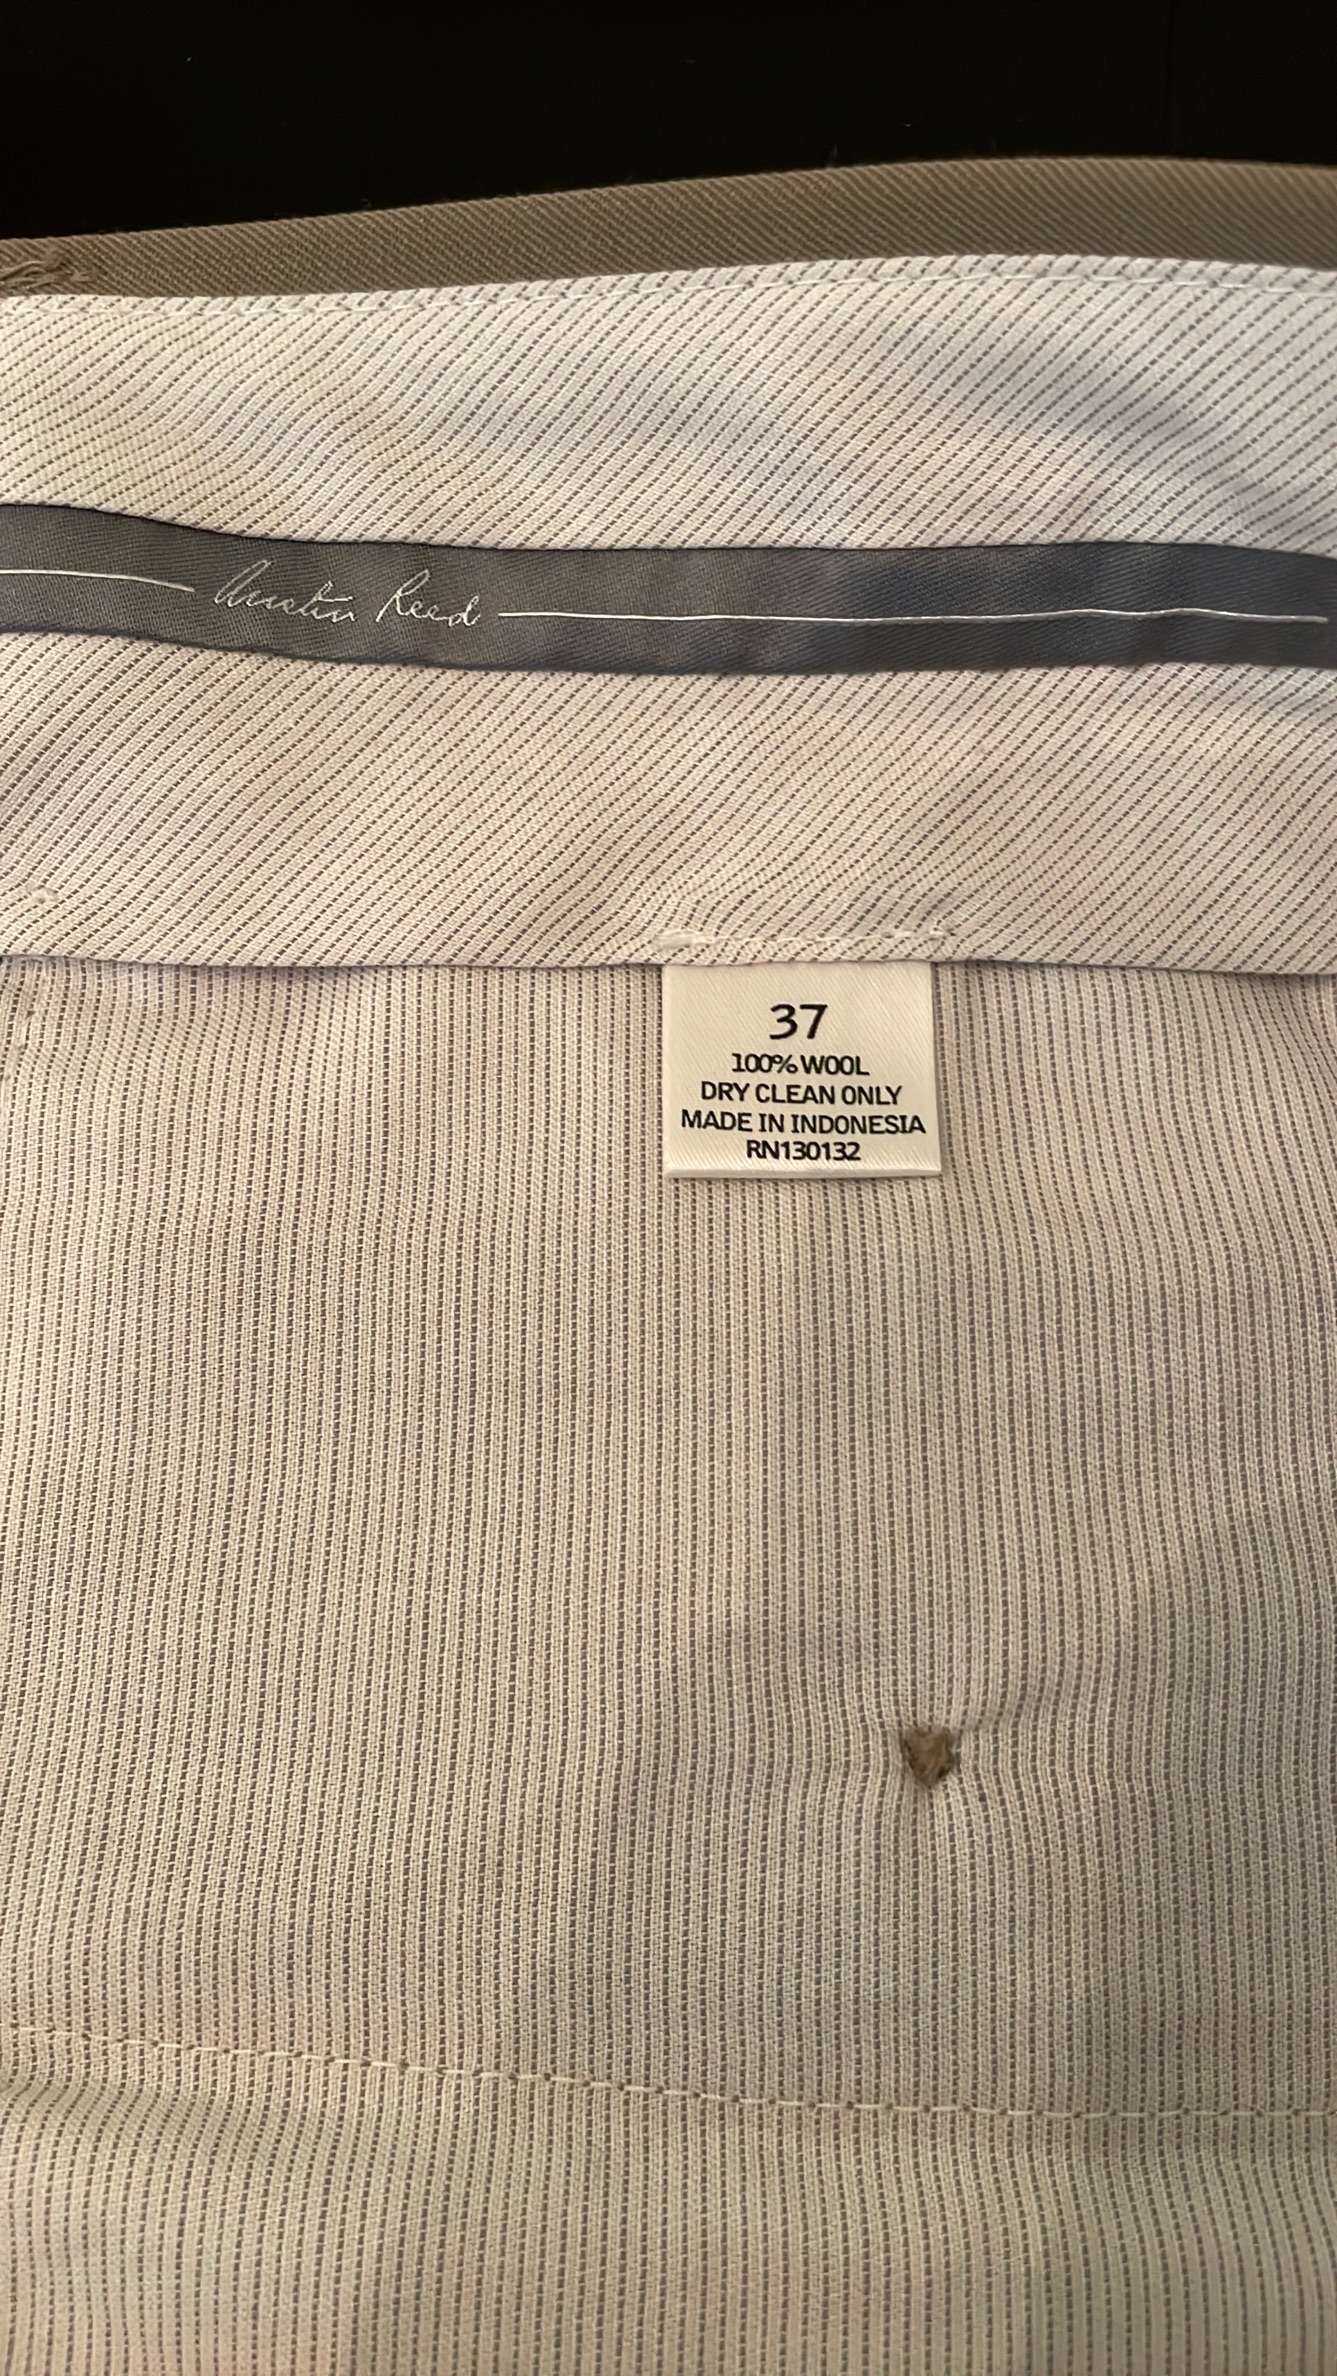 Austin Reed
37
100% WOOL
DRY CLEAN ONLY
MADE IN INDONESIA
RN130132